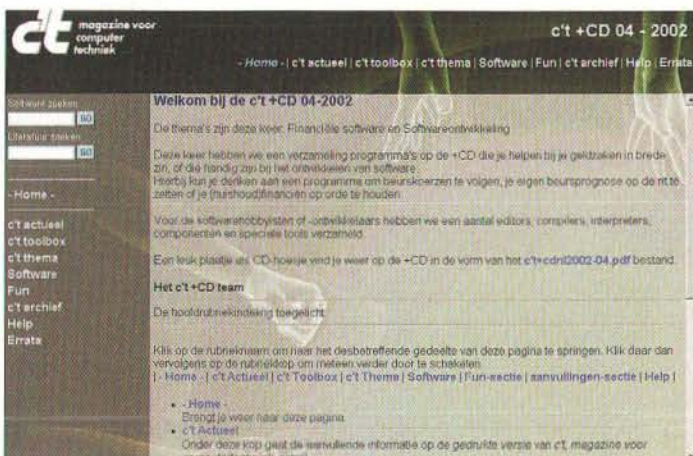 c't magazine voor
computer
techniek
c't +CD 04 - 2002
- Home - | c't actueel | c't toolbox | c't thema | Software | Fun | c't archief | Help | Errata
Software zoeken
GO
Literatuur zoeken
GO
- Home -
c't actueel
c't toolbox
c't thema
Software
Fun
c't archief
Help
Errata
Welkom bij de c't +CD 04-2002
De thema's zijn deze keer: Financiële software en Softwareontwikkeling
Deze keer hebben we een verzameling programma's op de +CD die je helpen bij je geldzaken in brede
zin, of die handig zijn bij het ontwikkelen van software.
Hierbij kun je denken aan een programma om beurskoerzen te volgen, je eigen beursprognose op de rit te
zetten of je (huishoud)financiën op orde te houden.
Voor de softwarehobbyisten of -ontwikkelaars hebben we een aantal editors, compilers, interpreters,
componenten en speciale tools verzameld.
Een leuk plaatje als CD-hoesje vind je weer op de +CD in de vorm van het c't+cdnl2002-04.pdf bestand.
Het c't +CD team
De hoofdrubriekindeling toegelicht
Klik op de rubrieknaam om naar het desbetreffende gedeelte van deze pagina te springen. Klik daar dan
vervolgens op de rubriekkop om meteen verder door te schakelen.
| - Home - | c't Actueel | c't Toolbox | c't Thema | Software | Fun-sectie | aanvullingen-sectie | Help |
- Home -
Brengt je weer naar deze pagina.
c't Actueel
Onder deze kop gaat de aanvullende informatie op de gedrukte versie van c't, magazine voor